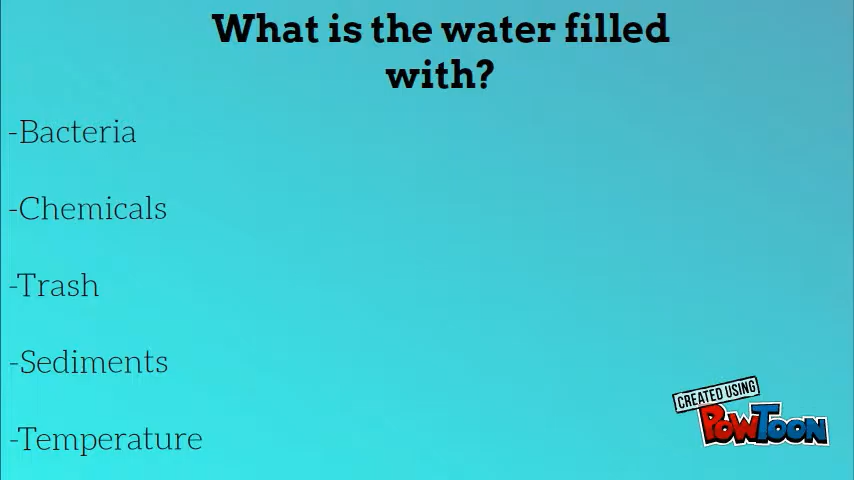 What is the water filled
with?
-Bacteria
-Chemicals
-Trash
-Sediments
-Temperature
CREATED USING
POWTOON